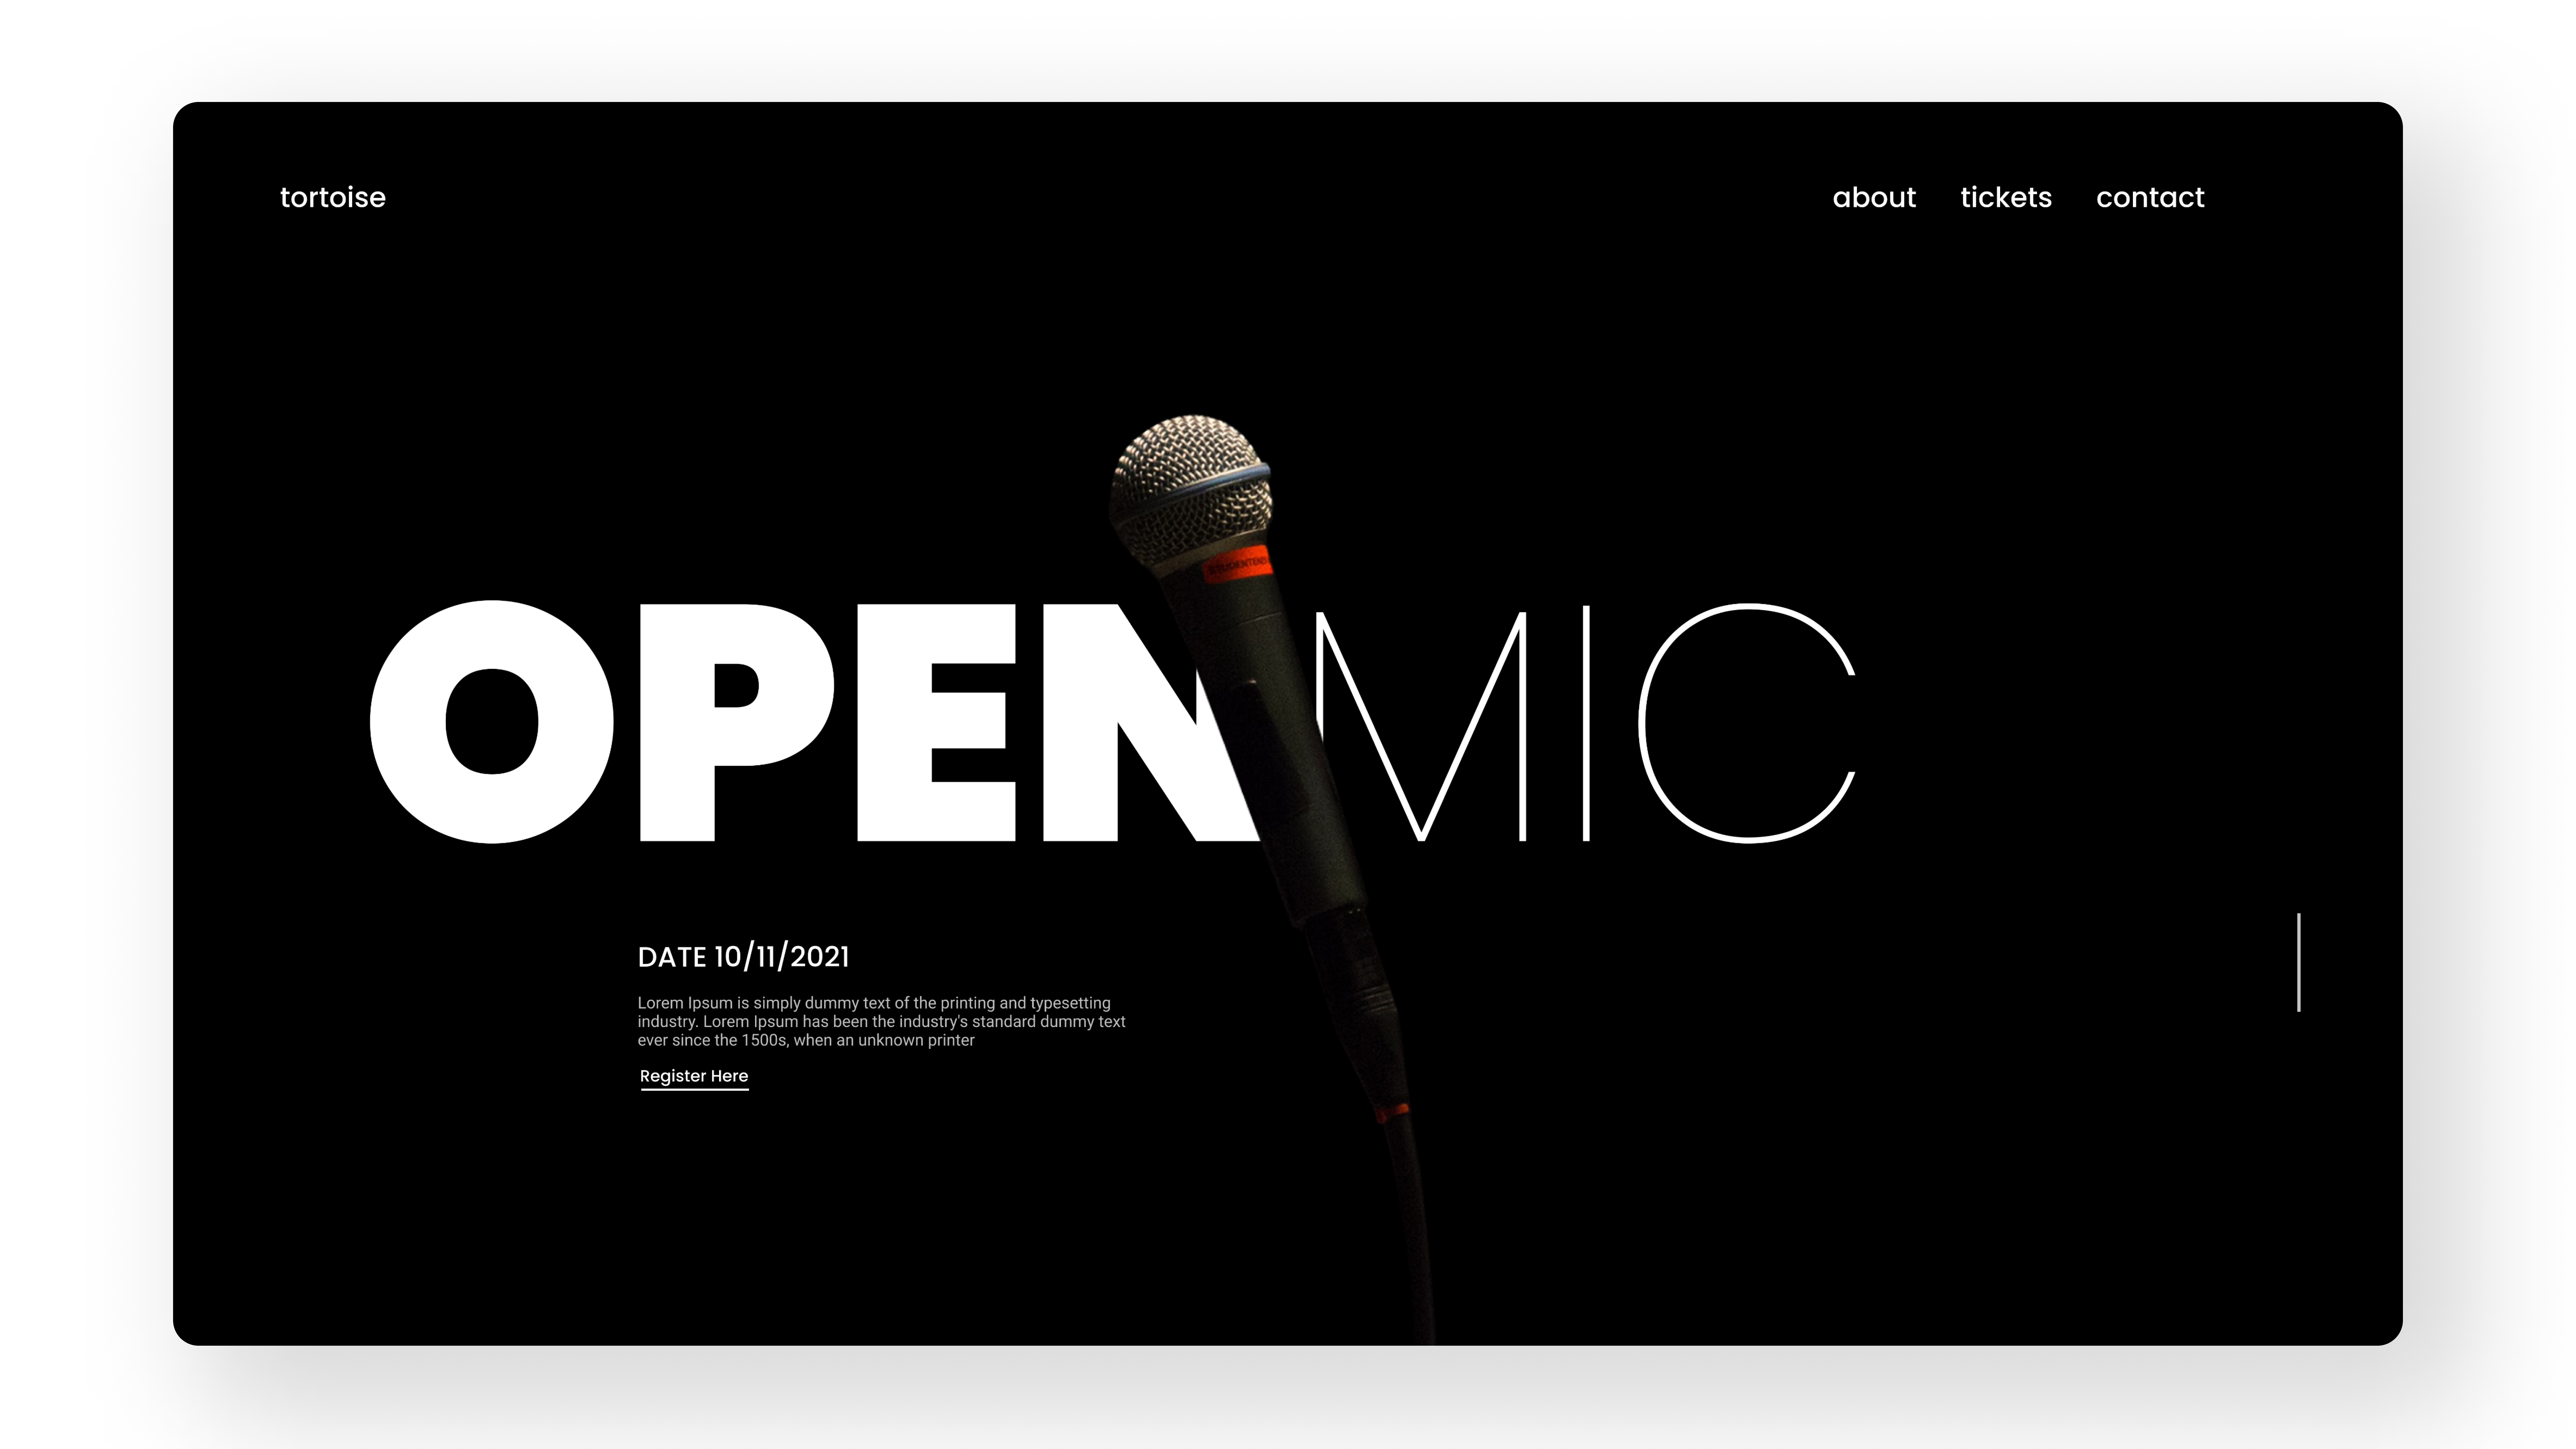 tortoise
about tickets contact
OPEN MIC
DATE 10/11/2021
Lorem Ipsum is simply dummy text of the printing and typesetting
industry. Lorem Ipsum has been the industry's standard dummy text
ever since the 1500s, when an unknown printer
Register Here